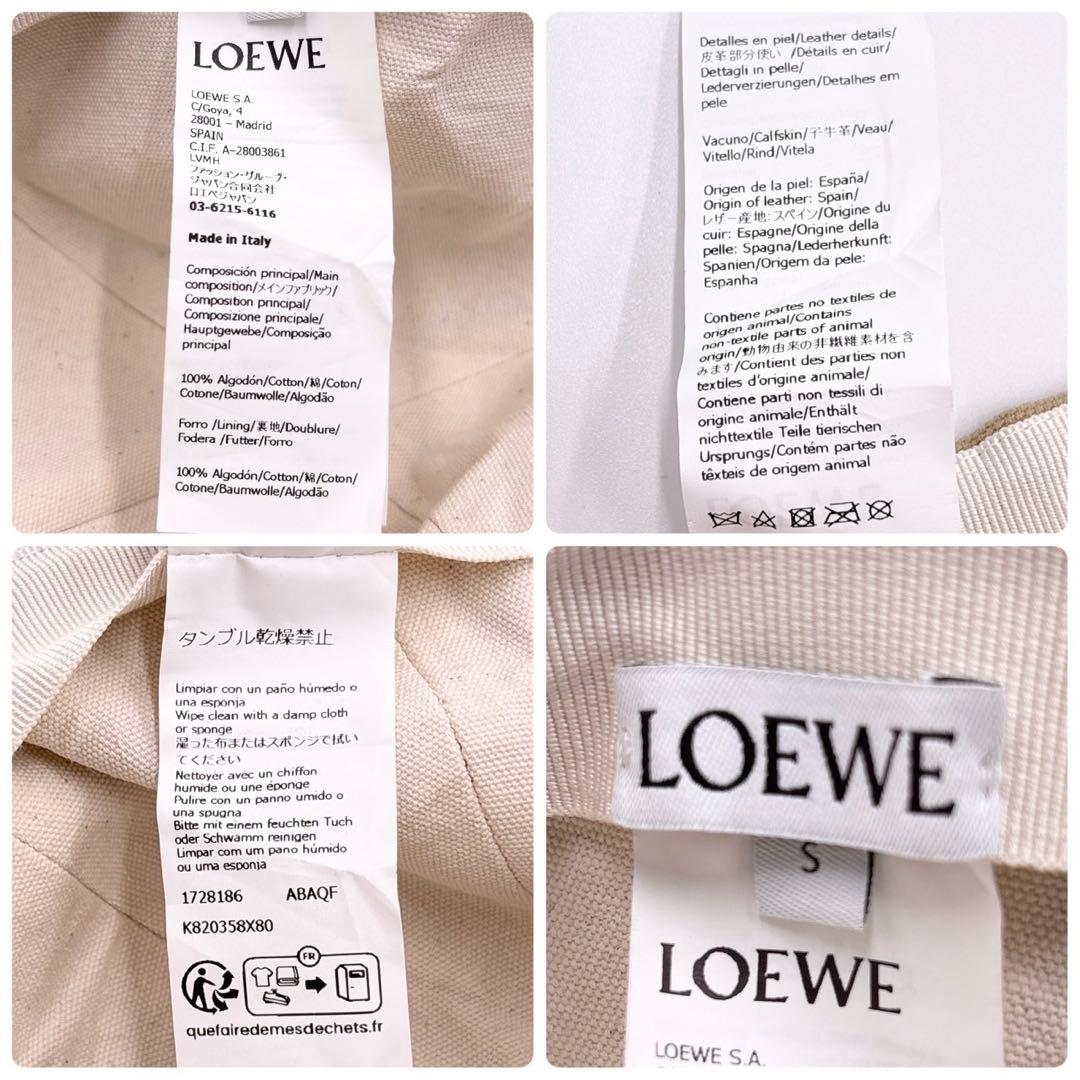 LOEWE
LOEWE S.A.
C/Goya, 4
28001 – Madrid
SPAIN
C.I.F. A-28003861
LVMH
ファッション・グループ・
ジャパン合同会社
ロエベジャパン
03-6215-6116
Made in Italy
Composición principal/Main
composition/メインファブリック/
Composition principal/
Composizione principale/
Hauptgewebe/Composição
principal
100% Algodón/Cotton/綿/Coton/
Cotone/Baumwolle/Algodão
Forro /Lining/裏地/Doublure/
Fodera /Futter/Forro
100% Algodón/Cotton/綿/Coton/
Cotone/Baumwolle/Algodão
Detalles en piel/Leather details/
皮革部分使い /Détails en cuir/
Dettagli in pelle/
Lederverzierungen/Detalhes em
pele
Vacuno/Calfskin/子牛革/Veau/
Vitello/Rind/Vitela
Origen de la piel: España/
Origin of leather: Spain/
レザー産地: スペイン/Origine du
cuir: Espagne/Origine della
pelle: Spagna/Lederherkunft:
Spanien/Origem da pele:
Espanha
Contiene partes no textiles de
origen animal/Contains
non-textile parts of animal
origin/動物由来の非繊維素材を含
みます/Contient des parties non
textiles d'origine animale/
Contiene parti non tessili di
origine animale/Enthält
nichttextile Teile tierischen
Ursprungs/Contém partes não
têxteis de origem animal
タンブル乾燥禁止
Limpiar con un paño húmedo o
una esponja
Wipe clean with a damp cloth
or sponge
湿った布またはスポンジで拭い
てください
Nettoyer avec un chiffon
humide ou une éponge
Pulire con un panno umido o
una spugna
Bitte mit einem feuchten Tuch
oder Schwamm reinigen
Limpar com um pano húmido
ou uma esponja
1728186 ABAQF
K820358X80
FR
quefairedemesdechets.fr
LOEWE
S
LOEWE
LOEWE S.A.